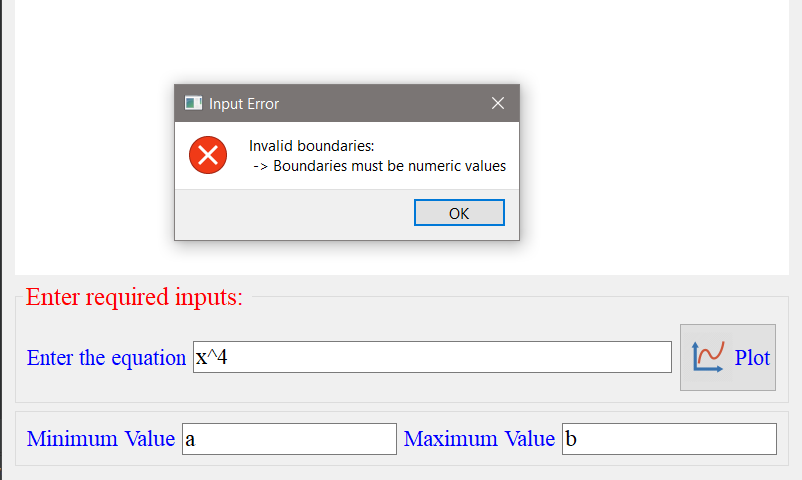 Input Error
Invalid boundaries:
-> Boundaries must be numeric values
OK
Enter required inputs:
Enter the equation x^4 Plot
Minimum Value a Maximum Value b